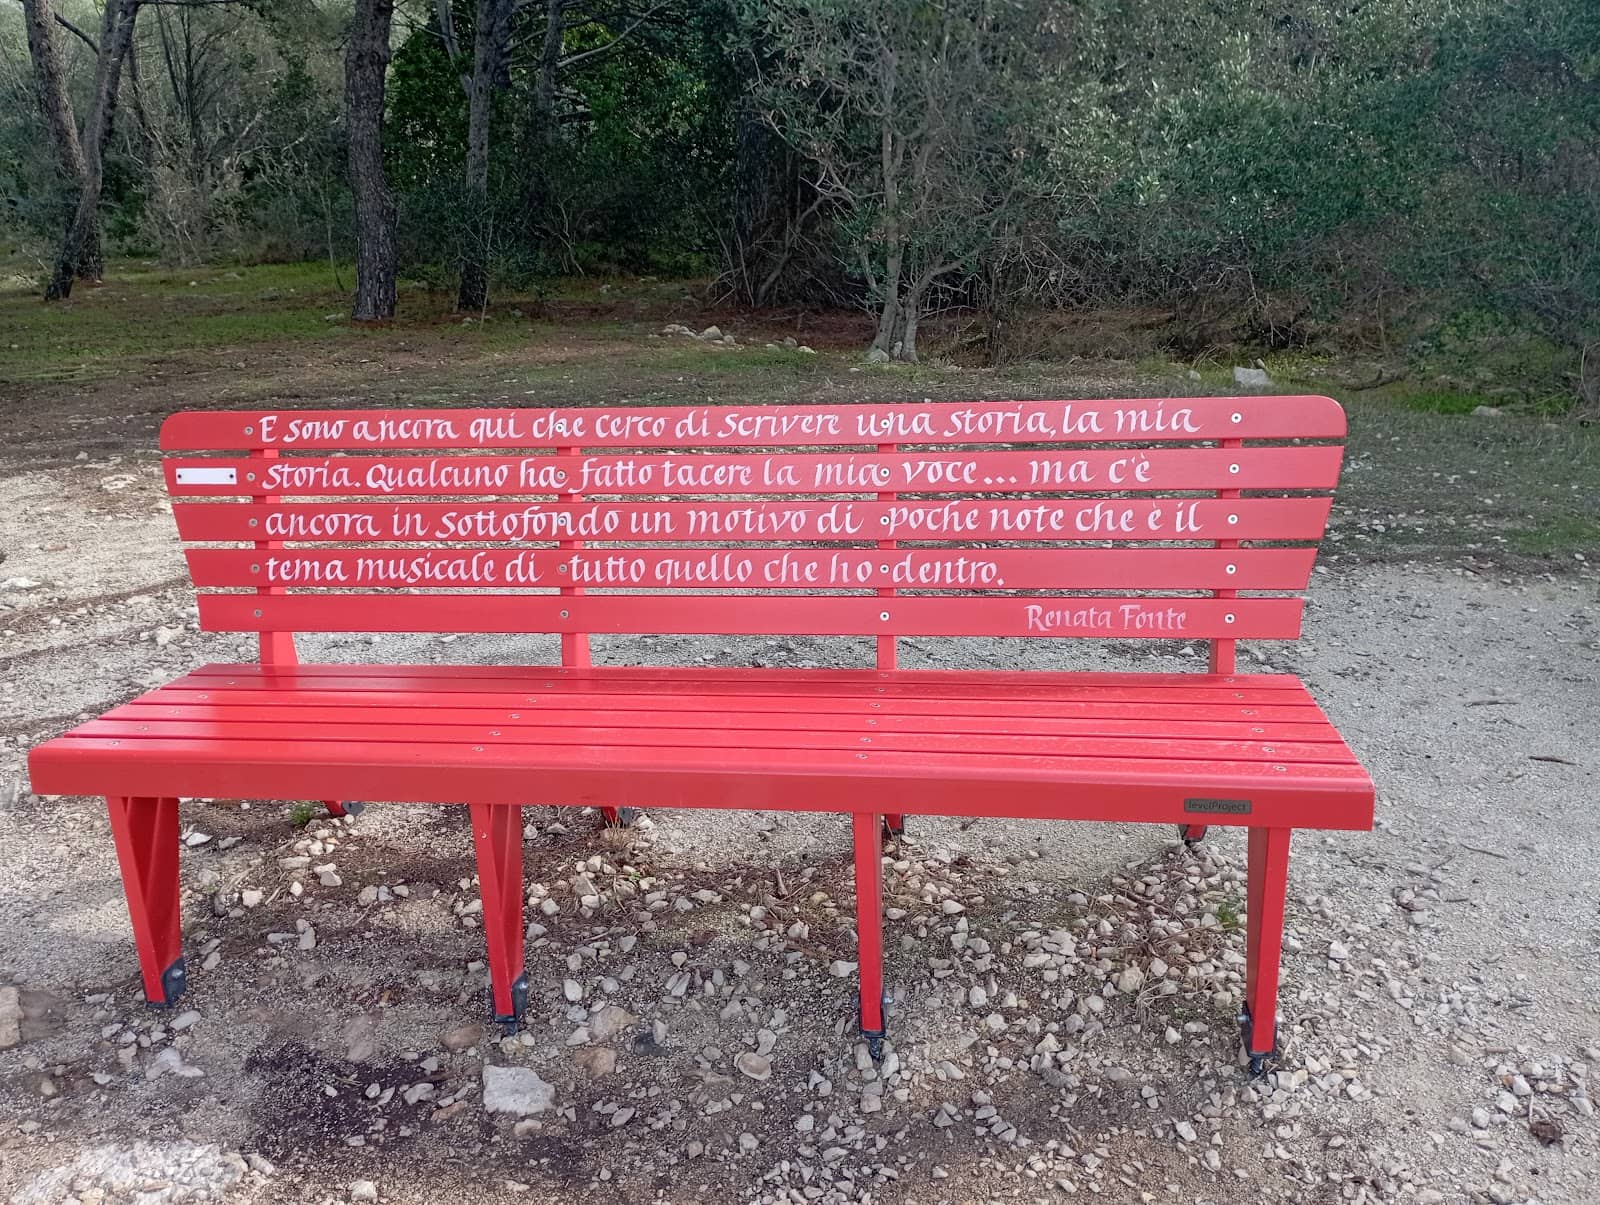 E sono ancora qui che cerco di scrivere una storia, la mia
storia. Qualcuno ha fatto tacere la mia voce... ma c'è
ancora in sottofondo un motivo di poche note che è il
tema musicale di tutto quello che ho dentro.
Renata Fonte
levelProject